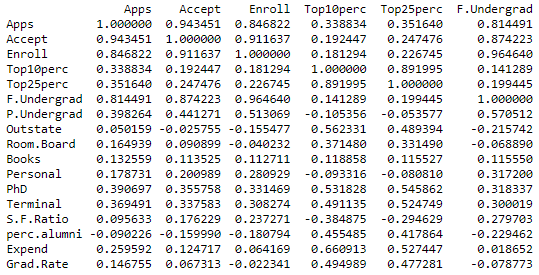 Apps Accept Enroll Top10perc Top25perc F.Undergrad
Apps 1.000000 0.943451 0.846822 0.338834 0.351640 0.814491
Accept 0.943451 1.000000 0.911637 0.192447 0.247476 0.874223
Enroll 0.846822 0.911637 1.000000 0.181294 0.226745 0.964640
Top10perc 0.338834 0.192447 0.181294 1.000000 0.891995 0.141289
Top25perc 0.351640 0.247476 0.226745 0.891995 1.000000 0.199445
F.Undergrad 0.814491 0.874223 0.964640 0.141289 0.199445 1.000000
P.Undergrad 0.398264 0.441271 0.513069 -0.105356 -0.053577 0.570512
Outstate 0.050159 -0.025755 -0.155477 0.562331 0.489394 -0.215742
Room.Board 0.164939 0.090899 -0.040232 0.371480 0.331490 -0.068890
Books 0.132559 0.113525 0.112711 0.118858 0.115527 0.115550
Personal 0.178731 0.200989 0.280929 -0.093316 -0.080810 0.317200
PhD 0.390697 0.355758 0.331469 0.531828 0.545862 0.318337
Terminal 0.369491 0.337583 0.308274 0.491135 0.524749 0.300019
S.F.Ratio 0.095633 0.176229 0.237271 -0.384875 -0.294629 0.279703
perc.alumni -0.090226 -0.159990 -0.180794 0.455485 0.417864 -0.229462
Expend 0.259592 0.124717 0.064169 0.660913 0.527447 0.018652
Grad.Rate 0.146755 0.067313 -0.022341 0.494989 0.477281 -0.078773